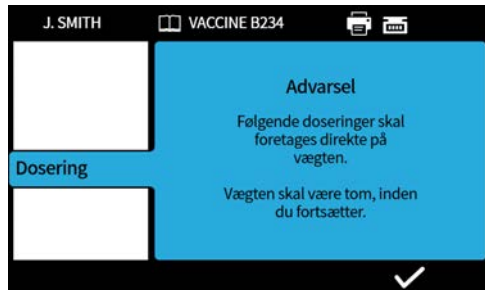 J. SMITH
VACCINE B234
Advarsel
Følgende doseringer skal
foretages direkte på
vægten.
Dosering
Vægten skal være tom, inden
du fortsætter.